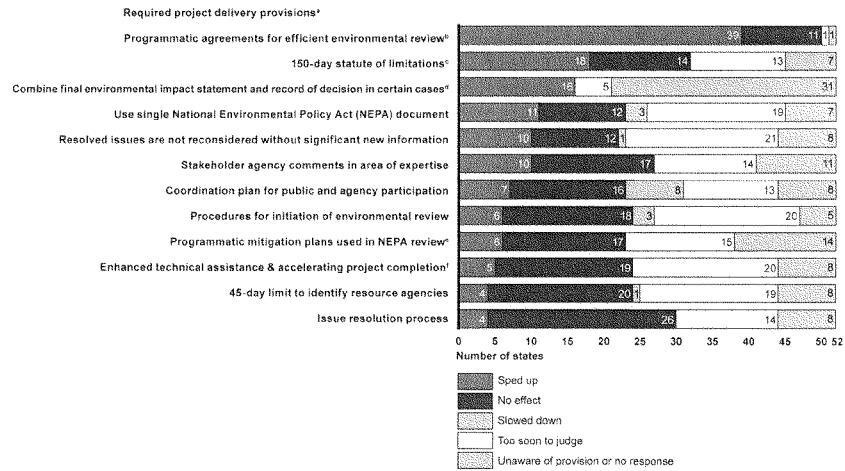 Required project delivery provisionsᵃ
Programmatic agreements for efficient environmental reviewᵇ 39 11 1 1
150-day statute of limitationsᶜ 18 14 13 7
Combine final environmental impact statement and record of decision in certain casesᵈ 16 5 31
Use single National Environmental Policy Act (NEPA) document 11 12 3 19 7
Resolved issues are not reconsidered without significant new information 10 12 1 21 8
Stakeholder agency comments in area of expertise 10 17 14 11
Coordination plan for public and agency participation 7 16 8 13 8
Procedures for initiation of environmental review 6 18 3 20 5
Programmatic mitigation plans used in NEPA reviewᵉ 6 17 15 14
Enhanced technical assistance & accelerating project completionᶠ 5 19 20 8
45-day limit to identify resource agencies 4 20 1 19 8
Issue resolution process 4 26 14 8
0 5 10 15 20 25 30 35 40 45 50 52
Number of states
Sped up
No effect
Slowed down
Too soon to judge
Unaware of provision or no response